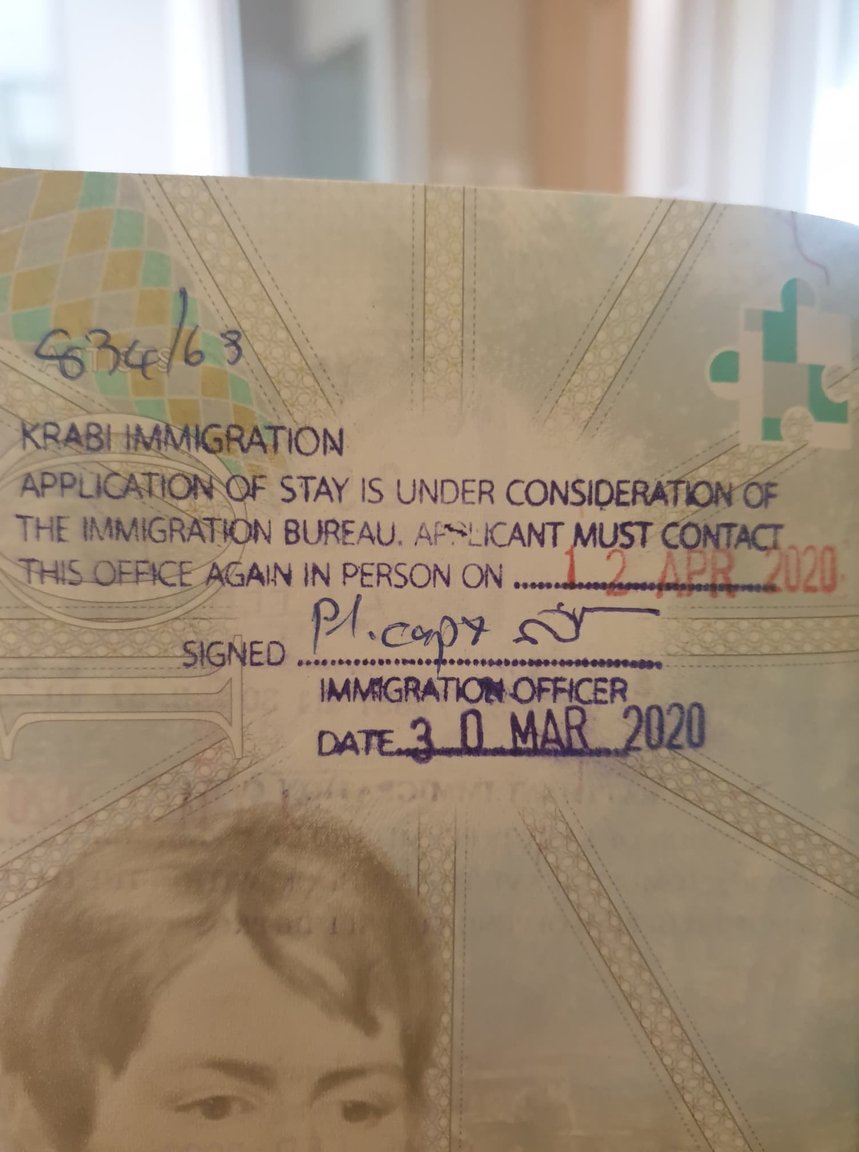 634/63
KRABI IMMIGRATION
APPLICATION OF STAY IS UNDER CONSIDERATION OF
THE IMMIGRATION BUREAU. APPLICANT MUST CONTACT
THIS OFFICE AGAIN IN PERSON ON ........ 12 APR 2020
SIGNED ........
IMMIGRATION OFFICER
DATE 30 MAR 2020